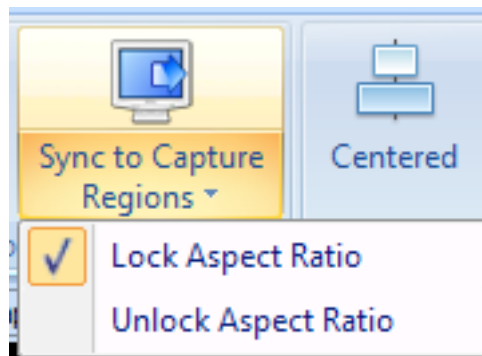 Sync to Capture
Regions
Centered
Lock Aspect Ratio
Unlock Aspect Ratio